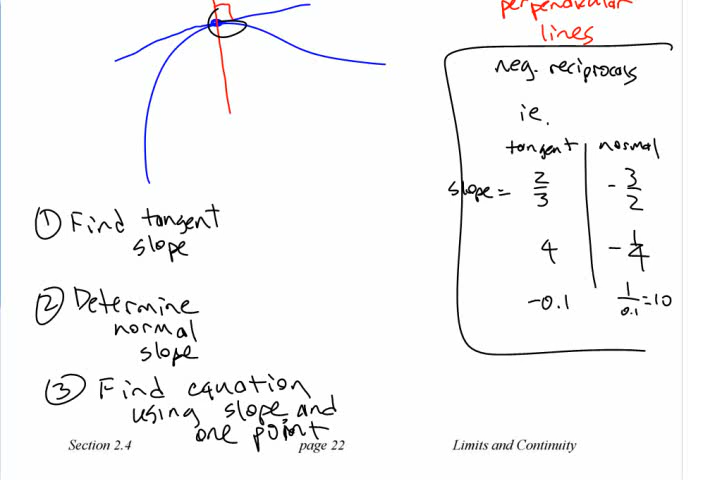 perpendicular
lines
neg. reciprocals
ie.
tangent normal
slope = 2/3 -3/2
4 -1/4
-0.1 1/0.1 = 10
① Find tangent
slope
② Determine
normal
slope
③ Find equation
using slope and
one point
Section 2.4 page 22 Limits and Continuity